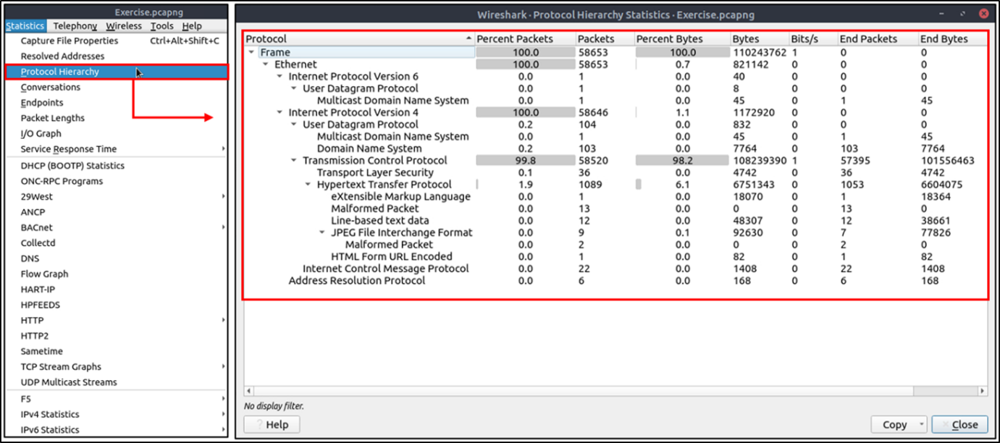 Exercise.pcapng
Statistics Telephony Wireless Tools Help
Capture File Properties Ctrl+Alt+Shift+C
Resolved Addresses
Protocol Hierarchy
Conversations
Endpoints
Packet Lengths
I/O Graph
Service Response Time
DHCP (BOOTP) Statistics
ONC-RPC Programs
29West
ANCP
BACnet
Collectd
DNS
Flow Graph
HART-IP
HPFEEDS
HTTP
HTTP2
Sametime
TCP Stream Graphs
UDP Multicast Streams
F5
IPv4 Statistics
IPv6 Statistics
Wireshark · Protocol Hierarchy Statistics · Exercise.pcapng
Protocol Percent Packets Packets Percent Bytes Bytes Bits/s End Packets End Bytes
Frame 100.0 58653 100.0 110243762 1 0 0
Ethernet 100.0 58653 0.7 821142 0 0 0
Internet Protocol Version 6 0.0 1 0.0 40 0 0 0
User Datagram Protocol 0.0 1 0.0 8 0 0 0
Multicast Domain Name System 0.0 1 0.0 45 0 1 45
Internet Protocol Version 4 100.0 58646 1.1 1172920 0 0 0
User Datagram Protocol 0.2 104 0.0 832 0 0 0
Multicast Domain Name System 0.0 1 0.0 45 0 1 45
Domain Name System 0.2 103 0.0 7764 0 103 7764
Transmission Control Protocol 99.8 58520 98.2 108239390 1 57395 101556463
Transport Layer Security 0.1 36 0.0 4742 0 36 4742
Hypertext Transfer Protocol 1.9 1089 6.1 6751343 0 1053 6604075
eXtensible Markup Language 0.0 1 0.0 18070 0 1 18364
Malformed Packet 0.0 13 0.0 0 0 13 0
Line-based text data 0.0 12 0.0 48307 0 12 38661
JPEG File Interchange Format 0.0 9 0.1 92630 0 7 77826
Malformed Packet 0.0 2 0.0 0 0 2 0
HTML Form URL Encoded 0.0 1 0.0 82 0 1 82
Internet Control Message Protocol 0.0 22 0.0 1408 0 22 1408
Address Resolution Protocol 0.0 6 0.0 168 0 6 168
No display filter.
Help
Copy
Close